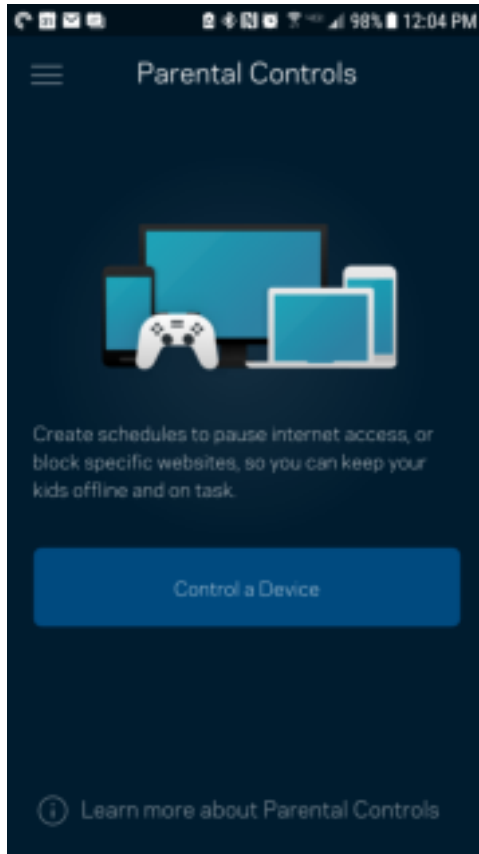 98% 12:04 PM
Parental Controls
Create schedules to pause internet access, or
block specific websites, so you can keep your
kids offline and on task.
Control a Device
Learn more about Parental Controls